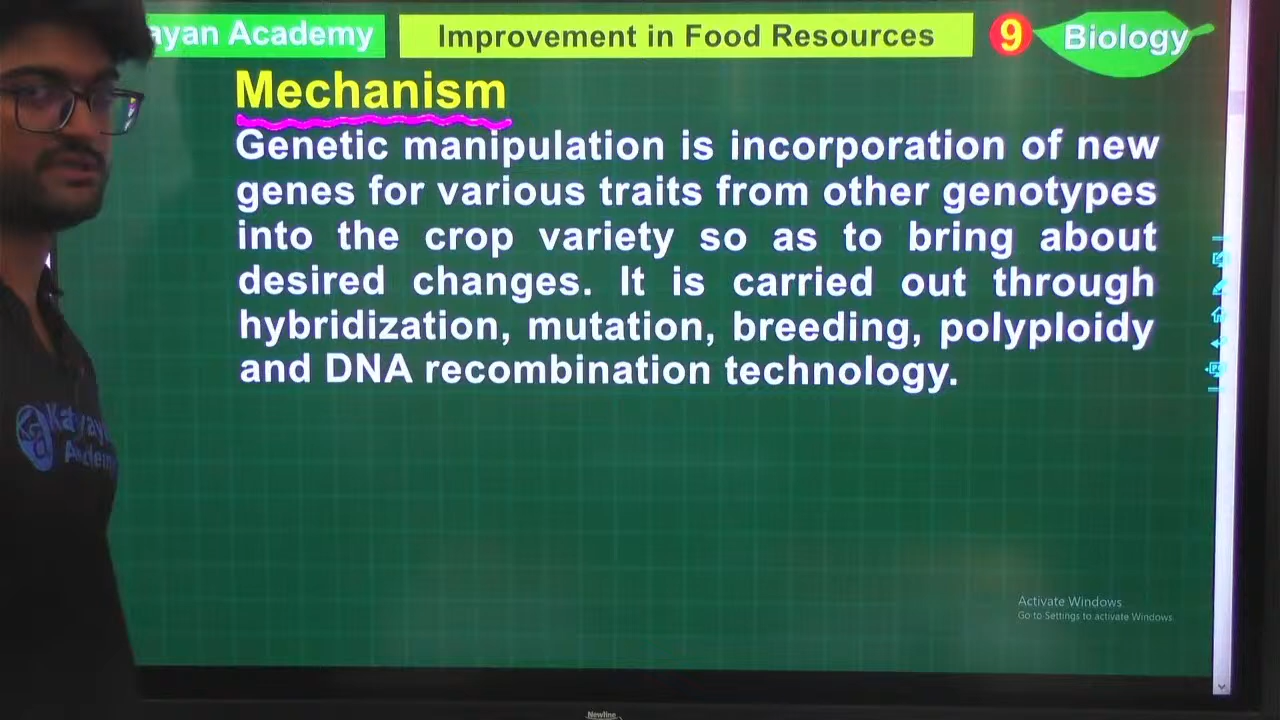 ayan Academy
Improvement in Food Resources
9
Biology
Mechanism
Genetic manipulation is incorporation of new
genes for various traits from other genotypes
into the crop variety so as to bring about
desired changes. It is carried out through
hybridization, mutation, breeding, polyploidy
and DNA recombination technology.
Activate Windows
Go to Settings to activate Windows.
Newline